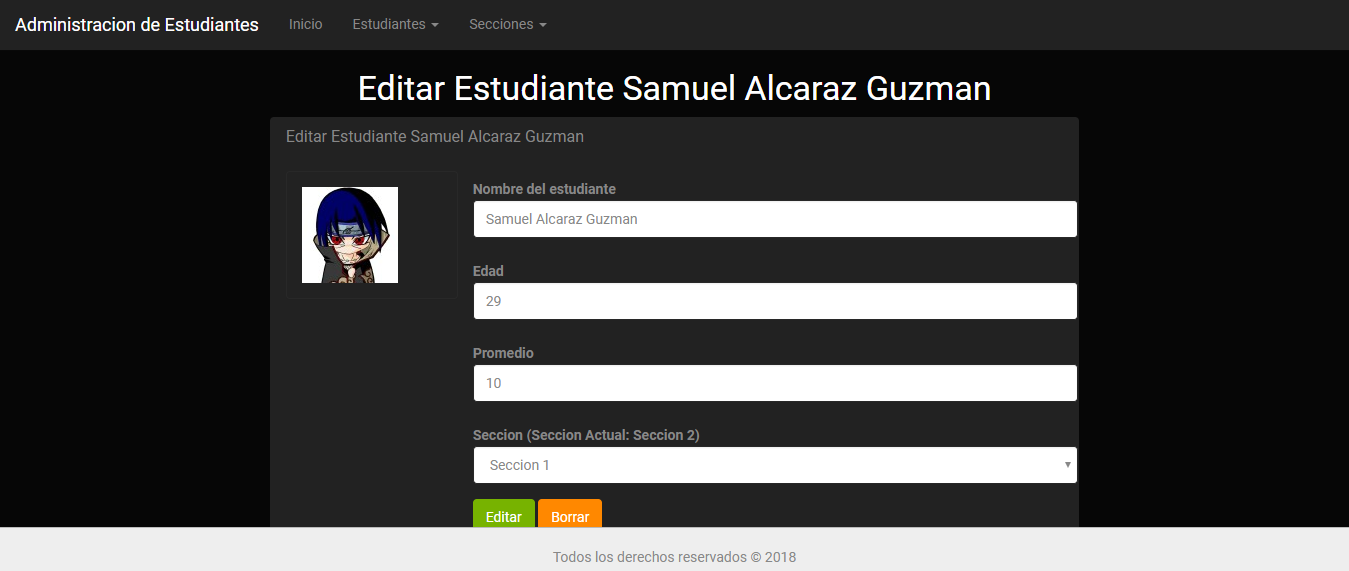 Administracion de Estudiantes Inicio Estudiantes Secciones
Editar Estudiante Samuel Alcaraz Guzman
Editar Estudiante Samuel Alcaraz Guzman
Nombre del estudiante
Samuel Alcaraz Guzman
Edad
29
Promedio
10
Seccion (Seccion Actual: Seccion 2)
Seccion 1
Editar Borrar
Todos los derechos reservados © 2018